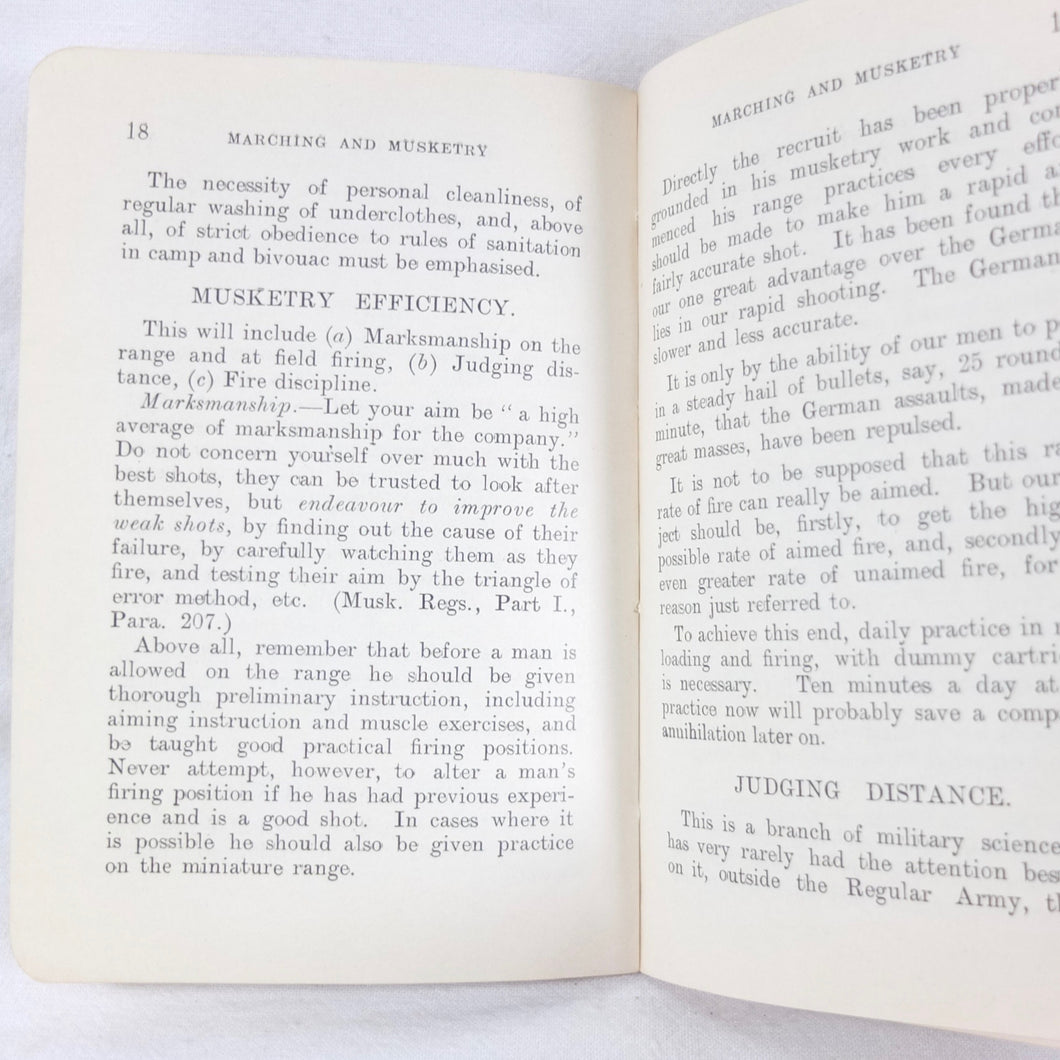 18
MARCHING AND MUSKETRY
The necessity of personal cleanliness, of
regular washing of underclothes, and, above
all, of strict obedience to rules of sanitation
in camp and bivouac must be emphasised.
MUSKETRY EFFICIENCY.
This will include (a) Marksmanship on the
range and at field firing, (b) Judging dis-
tance, (c) Fire discipline.
Marksmanship.—Let your aim be “ a high
average of marksmanship for the company.”
Do not concern yourself over much with the
best shots, they can be trusted to look after
themselves, but endeavour to improve the
weak shots, by finding out the cause of their
failure, by carefully watching them as they
fire, and testing their aim by the triangle of
error method, etc. (Musk. Regs., Part I.,
Para. 207.)
Above all, remember that before a man is
allowed on the range he should be given
thorough preliminary instruction, including
aiming instruction and muscle exercises, and
be taught good practical firing positions.
Never attempt, however, to alter a man's
firing position if he has had previous experi-
ence and is a good shot. In cases where it
is possible he should also be given practice
on the miniature range.
MARCHING AND MUSKETRY
Directly the recruit has been proper
grounded in his musketry work and co
menced his range practices every effo
should be made to make him a rapid a
fairly accurate shot. It has been found th
our one great advantage over the Germa
lies in our rapid shooting. The German
slower and less accurate.
It is only by the ability of our men to p
in a steady hail of bullets, say, 25 round
minute, that the German assaults, made
great masses, have been repulsed.
It is not to be supposed that this ra
rate of fire can really be aimed. But our
ject should be, firstly, to get the hig
possible rate of aimed fire, and, secondly
even greater rate of unaimed fire, for
reason just referred to.
To achieve this end, daily practice in
loading and firing, with dummy cartri
is necessary. Ten minutes a day at
practice now will probably save a comp
annihilation later on.
JUDGING DISTANCE.
This is a branch of military science
has very rarely had the attention bes
on it, outside the Regular Army, th